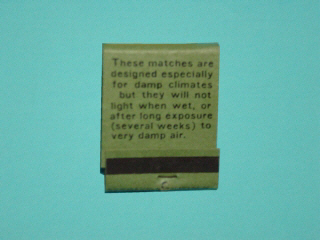 These matches are
designed especially
for damp climates
but they will not
light when wet, or
after long exposure
(several weeks) to
very damp air.